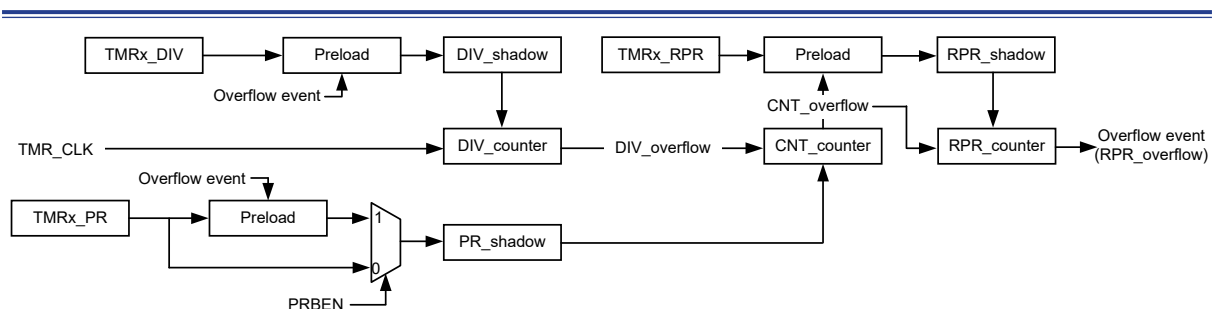 TMRx_DIV
Preload
DIV_shadow
TMRx_RPR
Preload
RPR_shadow
Overflow event
CNT_overflow
TMR_CLK
DIV_counter
DIV_overflow
CNT_counter
RPR_counter
Overflow event
(RPR_overflow)
Overflow event
TMRx_PR
Preload
1
PR_shadow
0
PRBEN